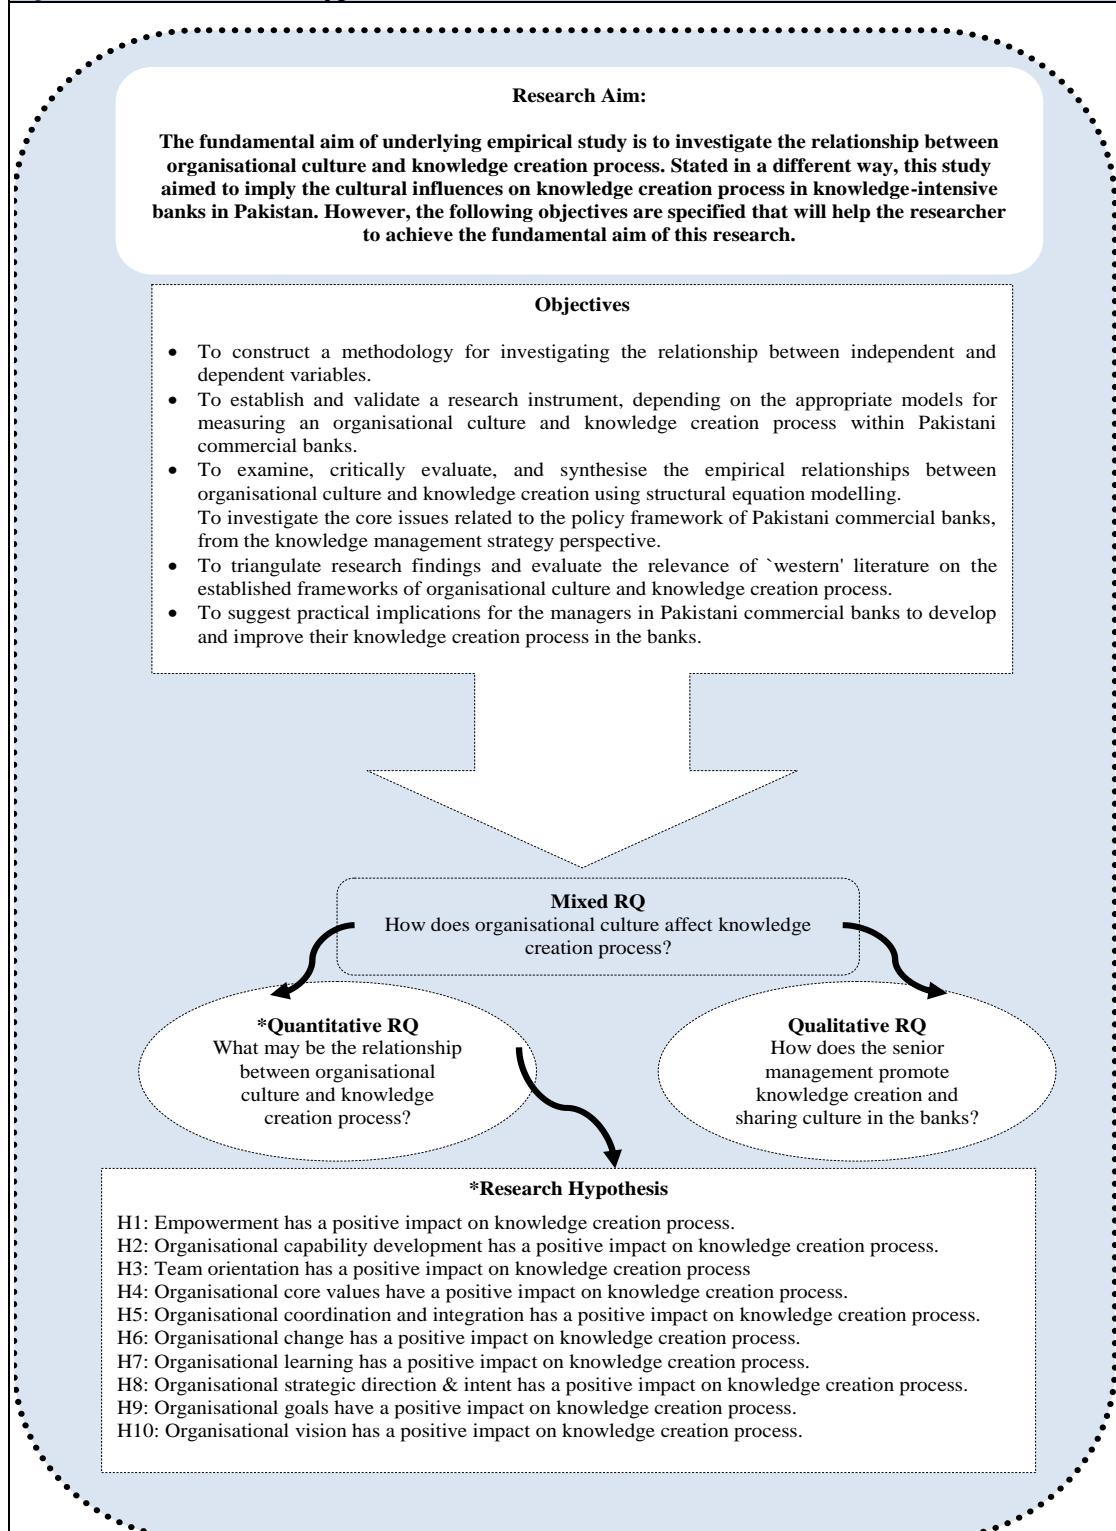 Research Aim:
The fundamental aim of underlying empirical study is to investigate the relationship between
organisational culture and knowledge creation process. Stated in a different way, this study
aimed to imply the cultural influences on knowledge creation process in knowledge-intensive
banks in Pakistan. However, the following objectives are specified that will help the researcher
to achieve the fundamental aim of this research.
Objectives
• To construct a methodology for investigating the relationship between independent and
dependent variables.
• To establish and validate a research instrument, depending on the appropriate models for
measuring an organisational culture and knowledge creation process within Pakistani
commercial banks.
• To examine, critically evaluate, and synthesise the empirical relationships between
organisational culture and knowledge creation using structural equation modelling.
To investigate the core issues related to the policy framework of Pakistani commercial banks,
from the knowledge management strategy perspective.
• To triangulate research findings and evaluate the relevance of `western' literature on the
established frameworks of organisational culture and knowledge creation process.
• To suggest practical implications for the managers in Pakistani commercial banks to develop
and improve their knowledge creation process in the banks.
Mixed RQ
How does organisational culture affect knowledge
creation process?
*Quantitative RQ
What may be the relationship
between organisational
culture and knowledge
creation process?
Qualitative RQ
How does the senior
management promote
knowledge creation and
sharing culture in the banks?
*Research Hypothesis
H1: Empowerment has a positive impact on knowledge creation process.
H2: Organisational capability development has a positive impact on knowledge creation process.
H3: Team orientation has a positive impact on knowledge creation process
H4: Organisational core values have a positive impact on knowledge creation process.
H5: Organisational coordination and integration has a positive impact on knowledge creation process.
H6: Organisational change has a positive impact on knowledge creation process.
H7: Organisational learning has a positive impact on knowledge creation process.
H8: Organisational strategic direction & intent has a positive impact on knowledge creation process.
H9: Organisational goals have a positive impact on knowledge creation process.
H10: Organisational vision has a positive impact on knowledge creation process.